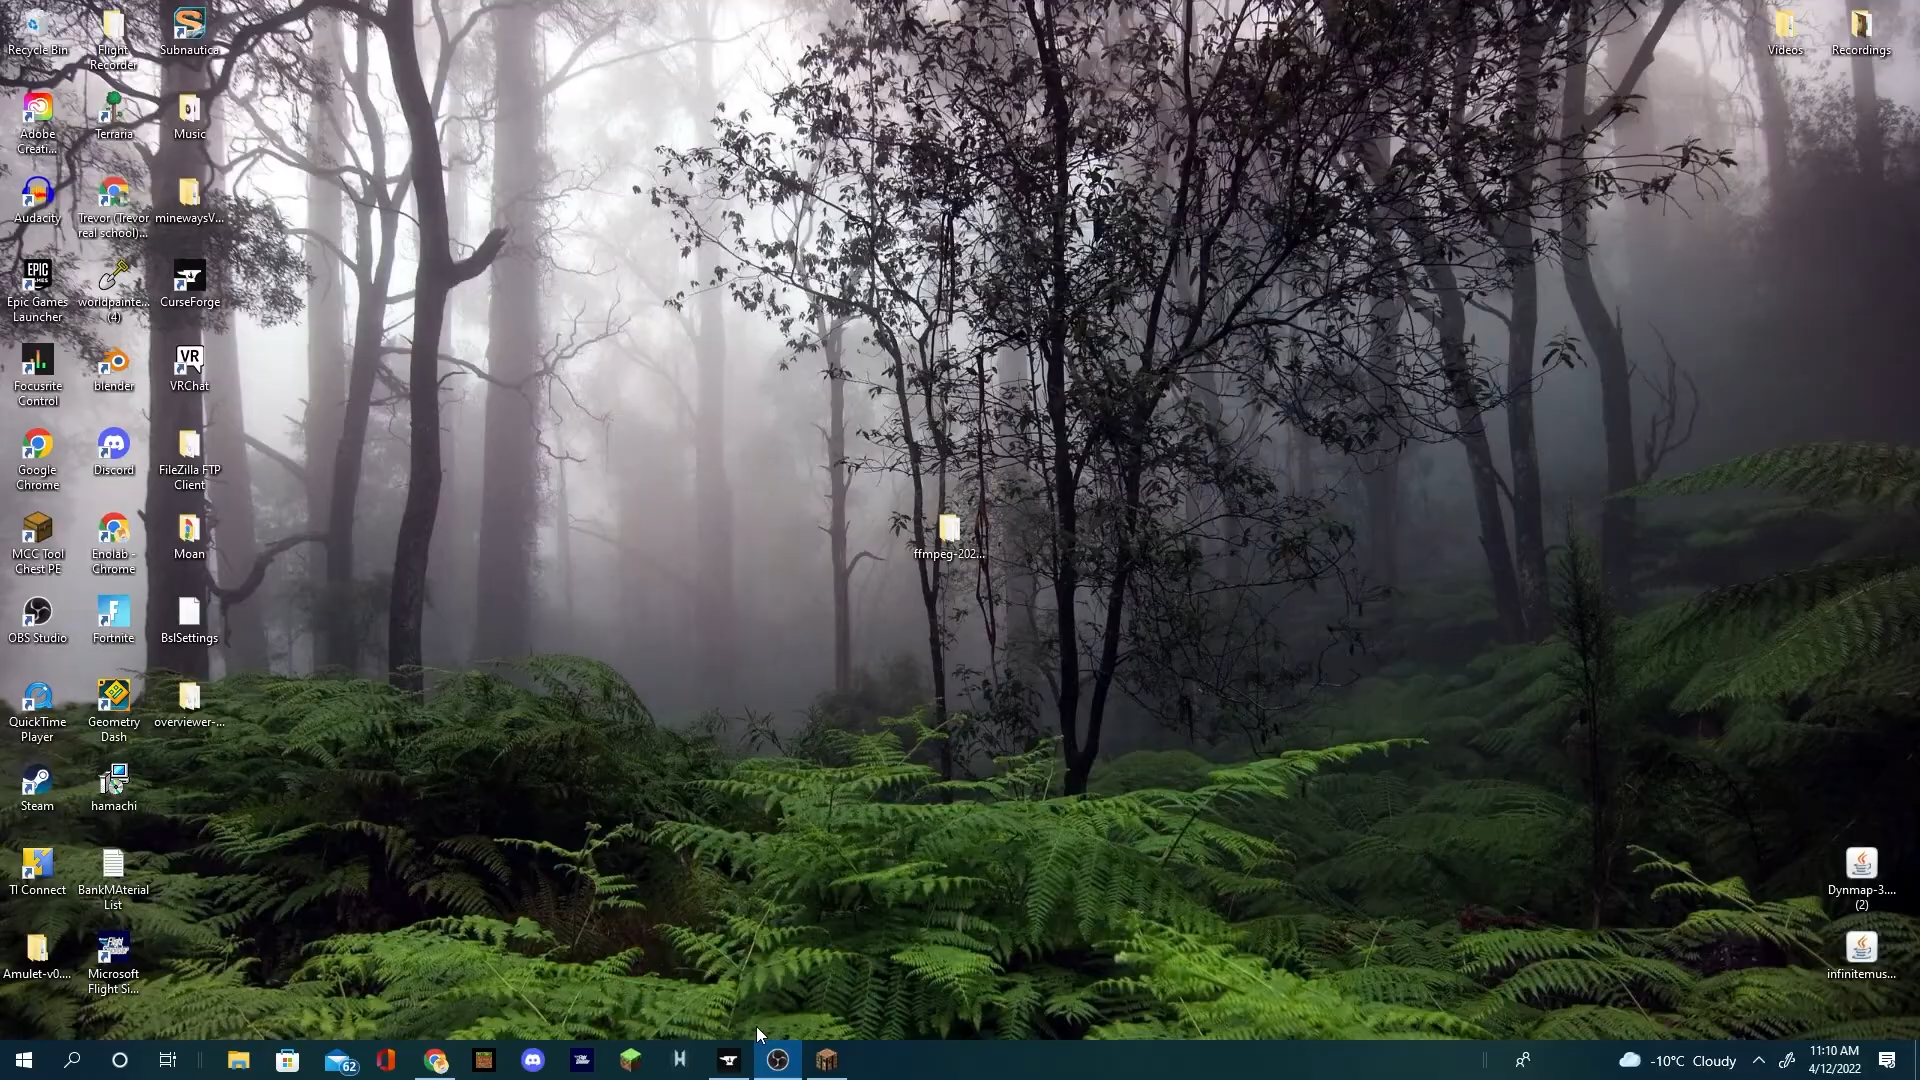 Recycle Bin
Flight
Recorder
Subnautica
Videos
Recordings
Adobe
Creati...
Terraria
Music
Audacity
Trevor (Trevor
real school)...
minewaysV...
EPIC
GAMES
Epic Games
Launcher
worldpainte...
(4)
CurseForge
Focusrite
Control
blender
VR
VRChat
Google
Chrome
Discord
FileZilla FTP
Client
MCC Tool
Chest PE
Enolab -
Chrome
Moan
ffmpeg-202...
OBS Studio
Fortnite
BslSettings
QuickTime
Player
Geometry
Dash
overviewer-...
Steam
hamachi
TI Connect
BankMAterial
List
Dynmap-3....
(2)
Amulet-v0....
Microsoft
Flight Si...
infinitemus...
62
-10°C Cloudy
11:10 AM
4/12/2022